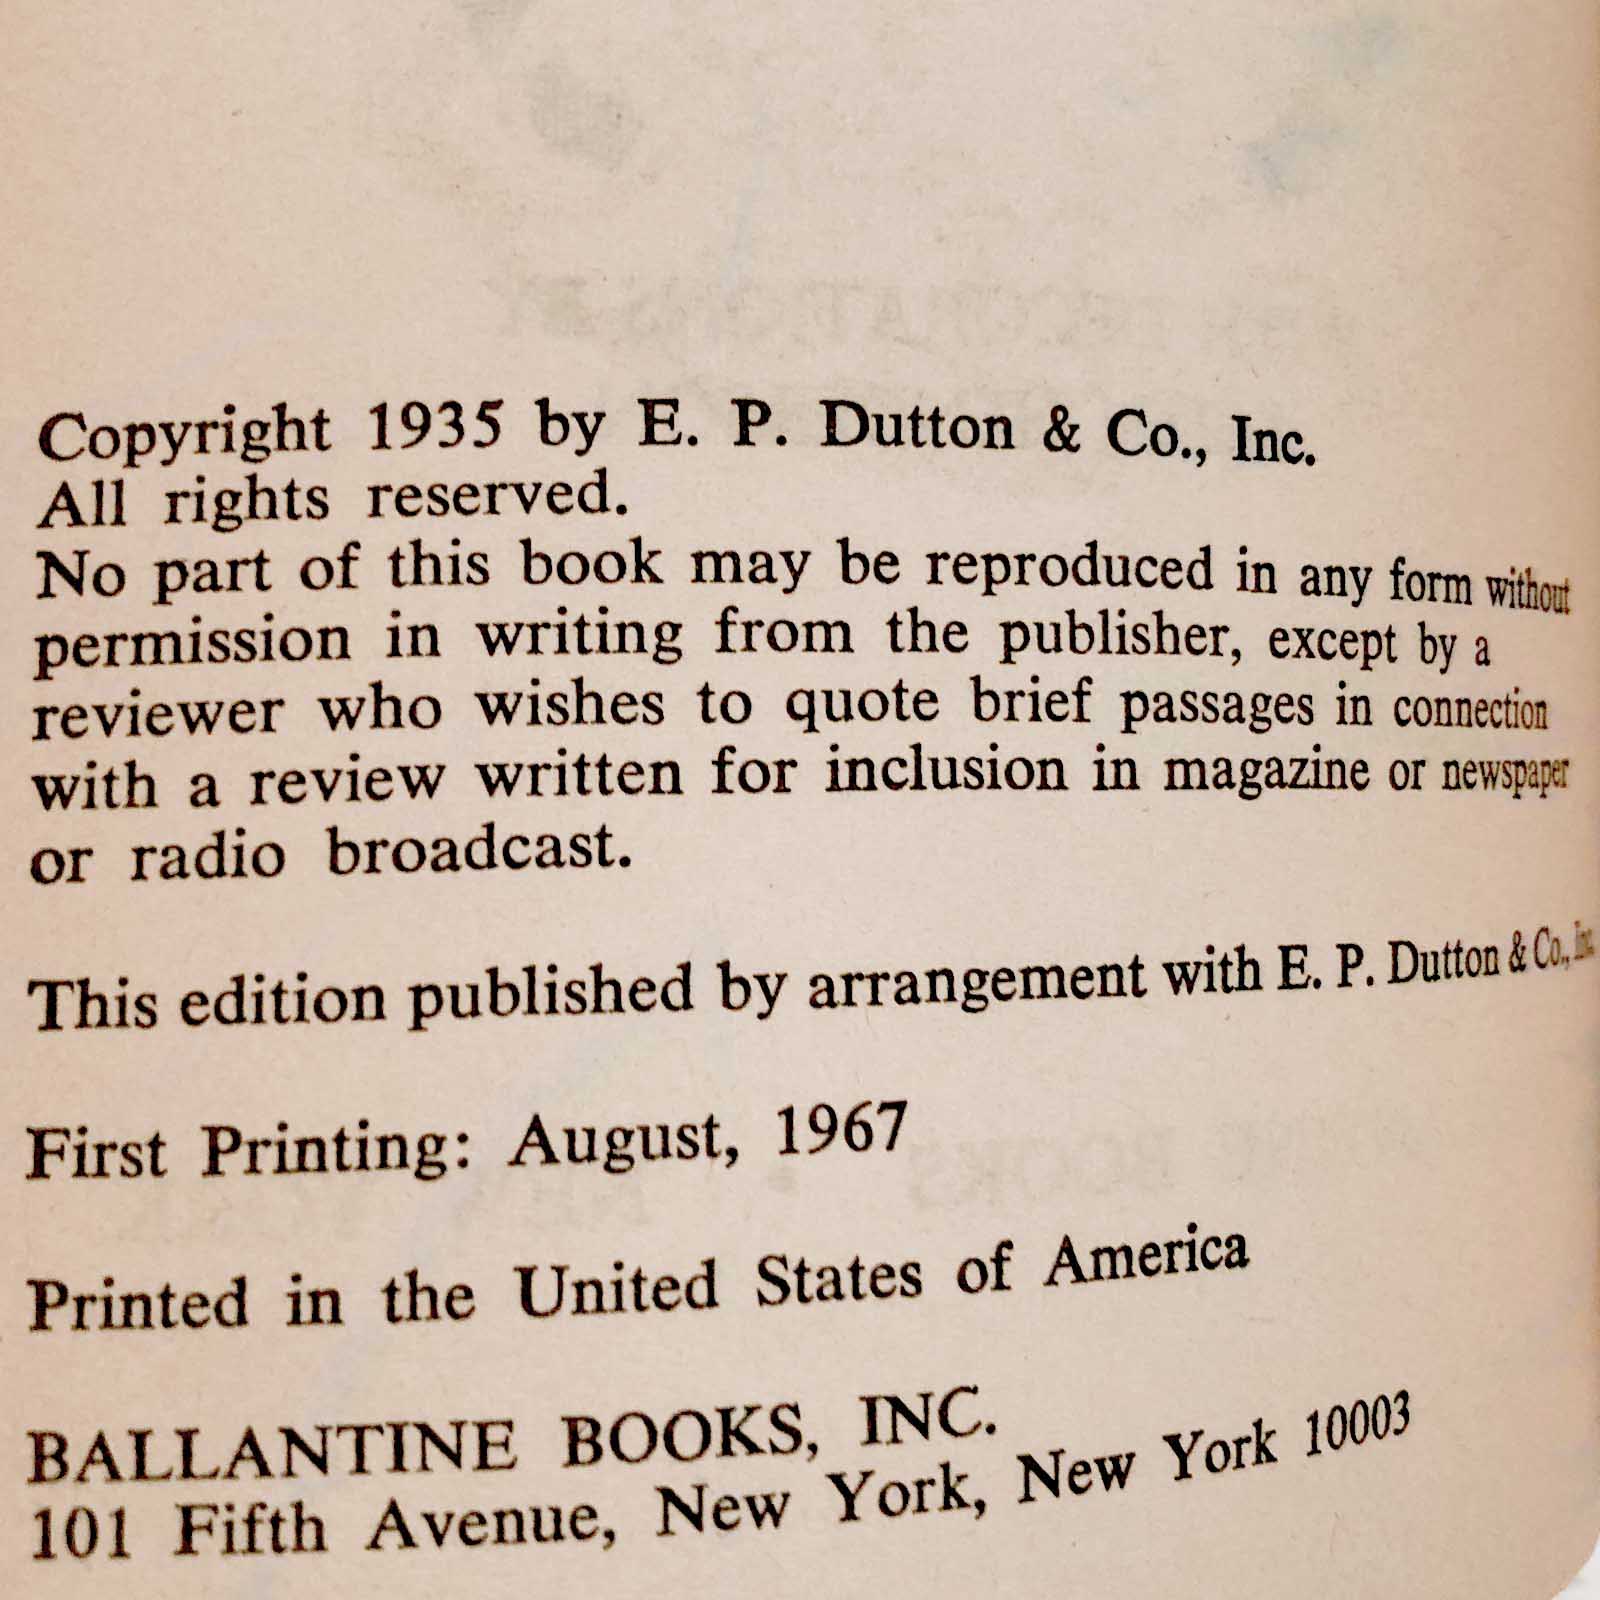 Copyright 1935 by E. P. Dutton & Co., Inc.
All rights reserved.
No part of this book may be reproduced in any form without
permission in writing from the publisher, except by a
reviewer who wishes to quote brief passages in connection
with a review written for inclusion in magazine or newspaper
or radio broadcast.
This edition published by arrangement with E. P. Dutton & Co., Inc.
First Printing: August, 1967
Printed in the United States of America
BALLANTINE BOOKS, INC.
101 Fifth Avenue, New York, New York 10003